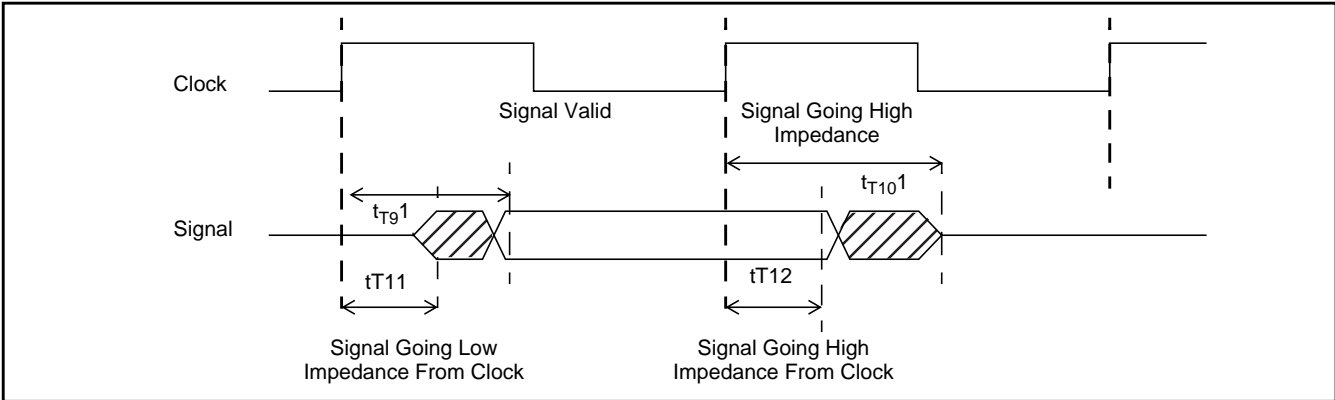 Clock
Signal Valid
Signal Going High
Impedance
tT91
tT101
Signal
tT11
tT12
Signal Going Low
Impedance From Clock
Signal Going High
Impedance From Clock